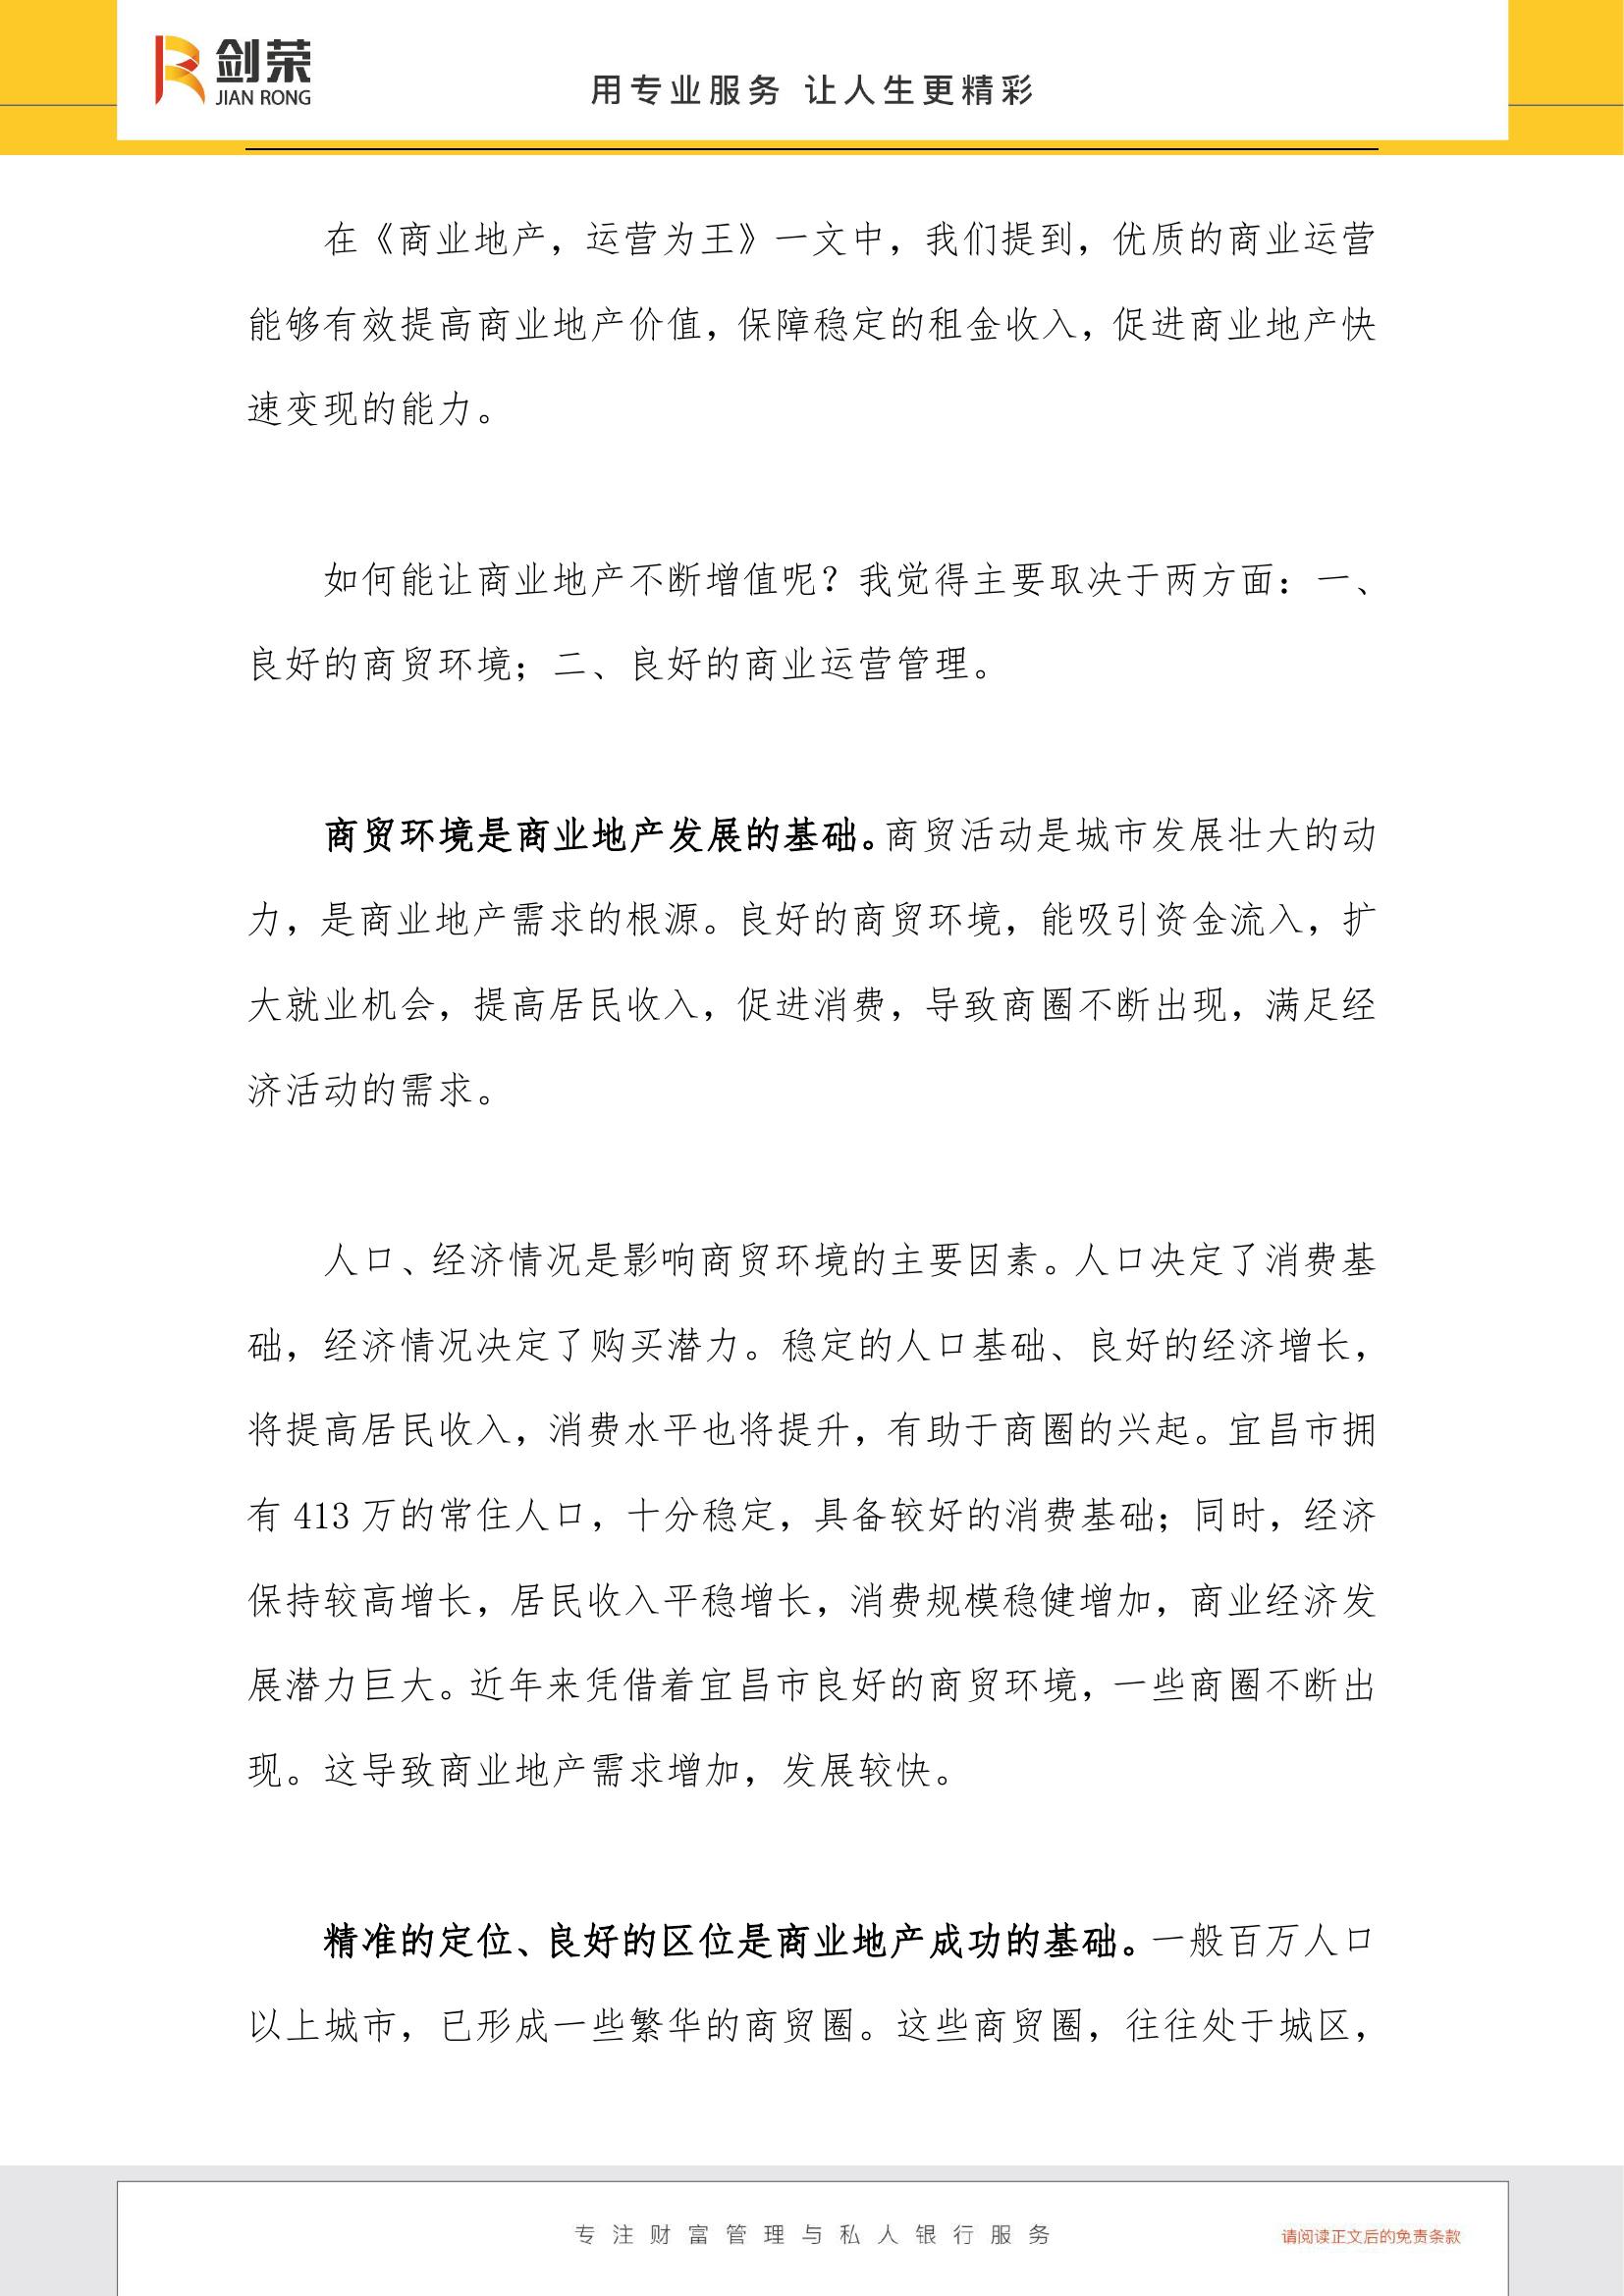 剑荣
JIAN RONG
用专业服务 让人生更精彩
在《商业地产，运营为王》一文中，我们提到，优质的商业运营
能够有效提高商业地产价值，保障稳定的租金收入，促进商业地产快
速变现的能力。
如何能让商业地产不断增值呢？我觉得主要取决于两方面：一、
良好的商贸环境；二、良好的商业运营管理。
商贸环境是商业地产发展的基础。商贸活动是城市发展壮大的动
力，是商业地产需求的根源。良好的商贸环境，能吸引资金流入，扩
大就业机会，提高居民收入，促进消费，导致商圈不断出现，满足经
济活动的需求。
人口、经济情况是影响商贸环境的主要因素。人口决定了消费基
础，经济情况决定了购买潜力。稳定的人口基础、良好的经济增长，
将提高居民收入，消费水平也将提升，有助于商圈的兴起。宜昌市拥
有 413 万的常住人口，十分稳定，具备较好的消费基础；同时，经济
保持较高增长，居民收入平稳增长，消费规模稳健增加，商业经济发
展潜力巨大。近年来凭借着宜昌市良好的商贸环境，一些商圈不断出
现。这导致商业地产需求增加，发展较快。
精准的定位、良好的区位是商业地产成功的基础。一般百万人口
以上城市，已形成一些繁华的商贸圈。这些商贸圈，往往处于城区，
专注财富管理与私人银行服务
请阅读正文后的免责条款